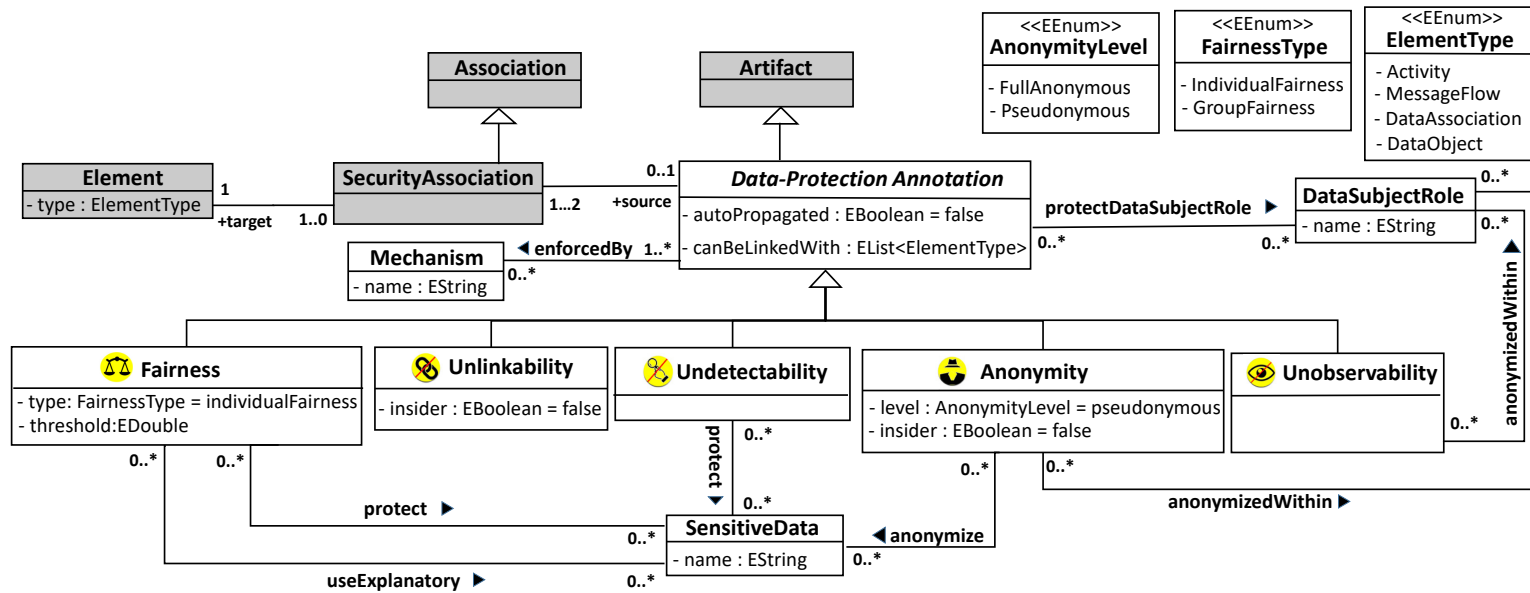 <<EEnum>>
AnonymityLevel
- FullAnonymous
- Pseudonymous
<<EEnum>>
FairnessType
- IndividualFairness
- GroupFairness
<<EEnum>>
ElementType
- Activity
- MessageFlow
- DataAssociation
- DataObject
Association
Artifact
Element
- type : ElementType
1
+target
1..0
SecurityAssociation
0..1
1...2
+source
Data-Protection Annotation
- autoPropagated : EBoolean = false
- canBeLinkedWith : EList<ElementType>
protectDataSubjectRole
0..*
0..*
DataSubjectRole
- name : EString
0..*
0..*
anonymizedWithin
enforcedBy
1..*
0..*
Mechanism
- name : EString
Fairness
- type: FairnessType = individualFairness
- threshold:EDouble
Unlinkability
- insider : EBoolean = false
Undetectability
Anonymity
- level : AnonymityLevel = pseudonymous
- insider : EBoolean = false
Unobservability
0..*
0..*
0..*
protect
0..*
0..*
0..*
0..*
anonymizedWithin
protect
0..*
SensitiveData
- name : EString
anonymize
0..*
useExplanatory
0..*